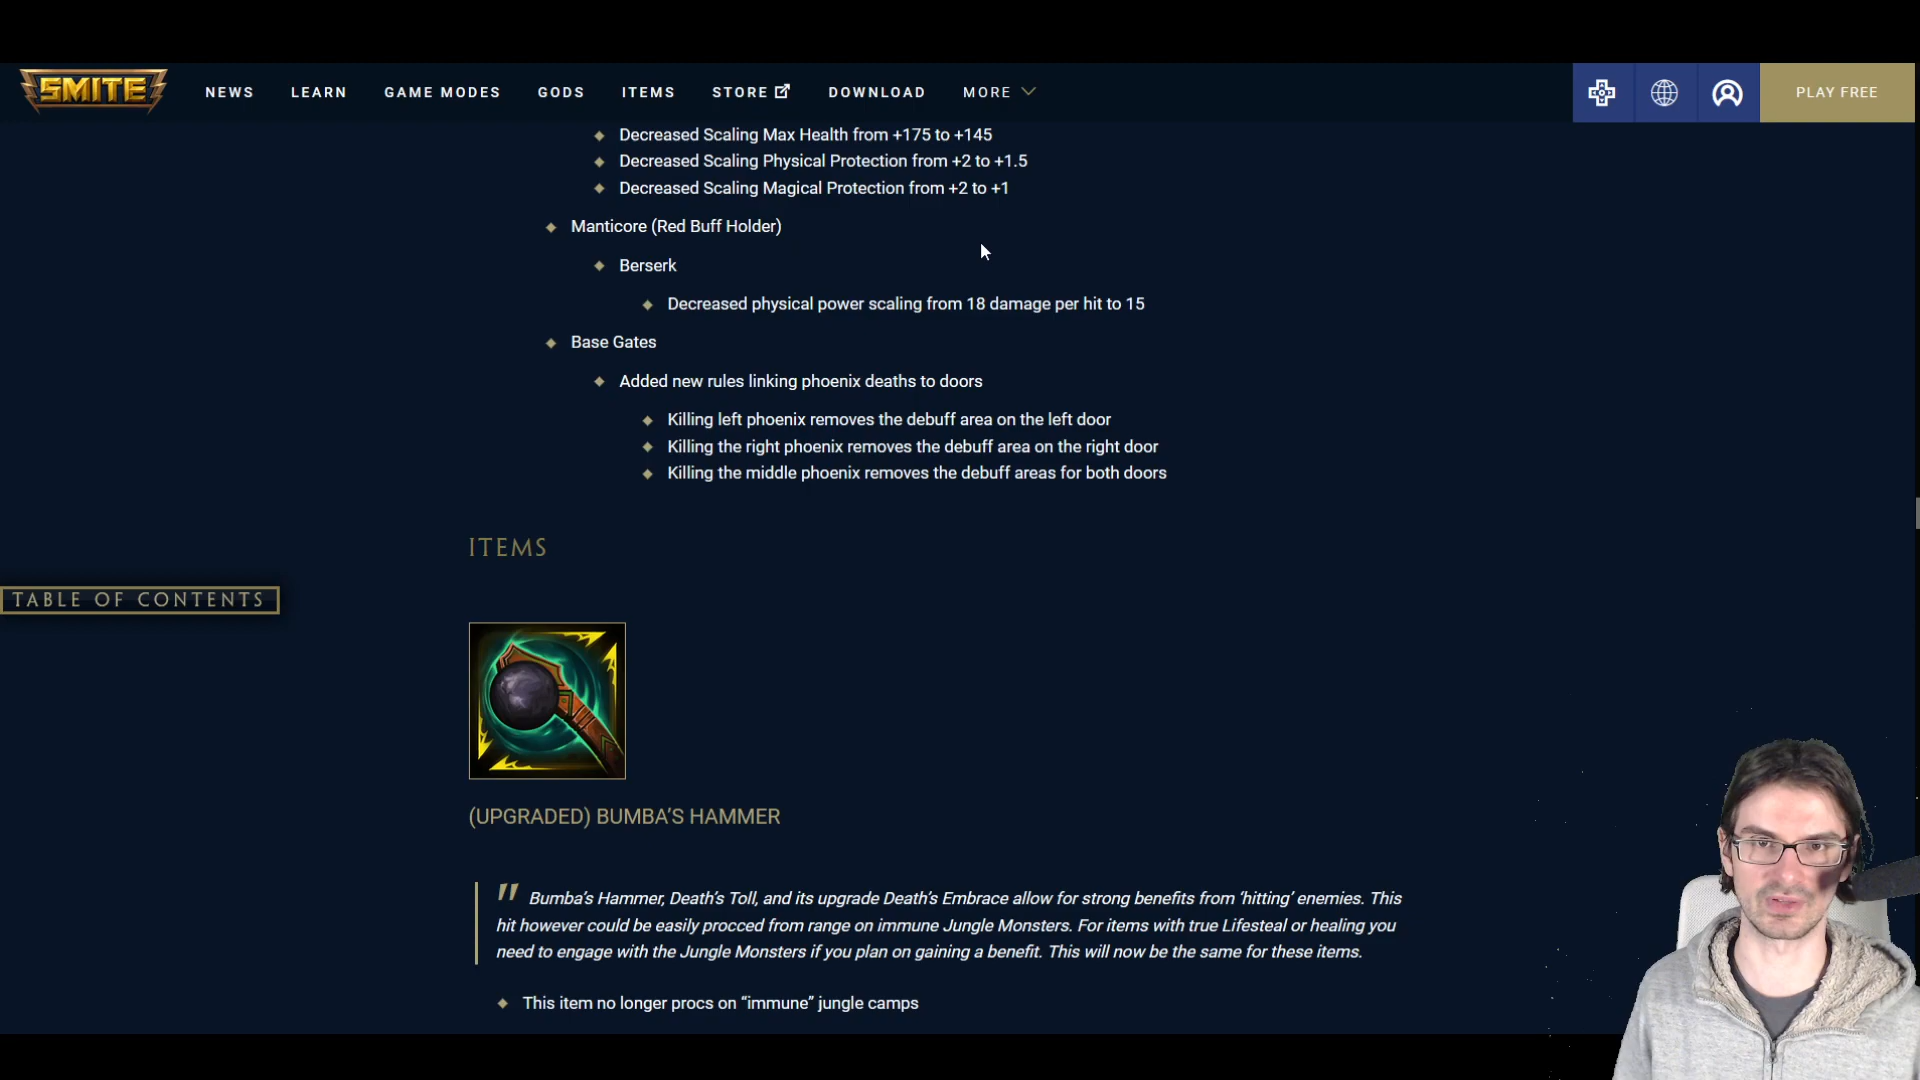 SMITE
NEWS LEARN GAME MODES GODS ITEMS STORE DOWNLOAD MORE PLAY FREE
Decreased Scaling Max Health from +175 to +145
Decreased Scaling Physical Protection from +2 to +1.5
Decreased Scaling Magical Protection from +2 to +1
Manticore (Red Buff Holder)
Berserk
Decreased physical power scaling from 18 damage per hit to 15
Base Gates
Added new rules linking phoenix deaths to doors
Killing left phoenix removes the debuff area on the left door
Killing the right phoenix removes the debuff area on the right door
Killing the middle phoenix removes the debuff areas for both doors
ITEMS
TABLE OF CONTENTS
(UPGRADED) BUMBA'S HAMMER
" Bumba's Hammer, Death's Toll, and its upgrade Death's Embrace allow for strong benefits from 'hitting' enemies. This
hit however could be easily procced from range on immune Jungle Monsters. For items with true Lifesteal or healing you
need to engage with the Jungle Monsters if you plan on gaining a benefit. This will now be the same for these items.
This item no longer procs on "immune" jungle camps